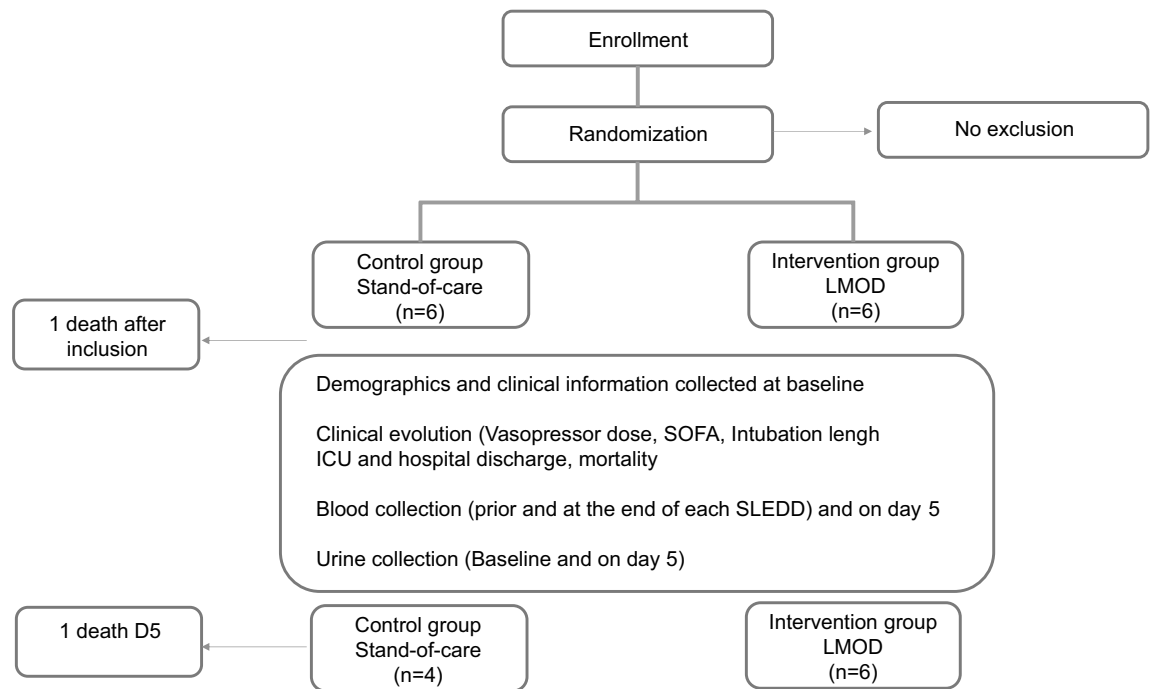 Enrollment
Randomization
No exclusion
Control group
Stand-of-care
(n=6)
Intervention group
LMOD
(n=6)
1 death after
inclusion
Demographics and clinical information collected at baseline
Clinical evolution (Vasopressor dose, SOFA, Intubation lengh
ICU and hospital discharge, mortality
Blood collection (prior and at the end of each SLEDD) and on day 5
Urine collection (Baseline and on day 5)
1 death D5
Control group
Stand-of-care
(n=4)
Intervention group
LMOD
(n=6)